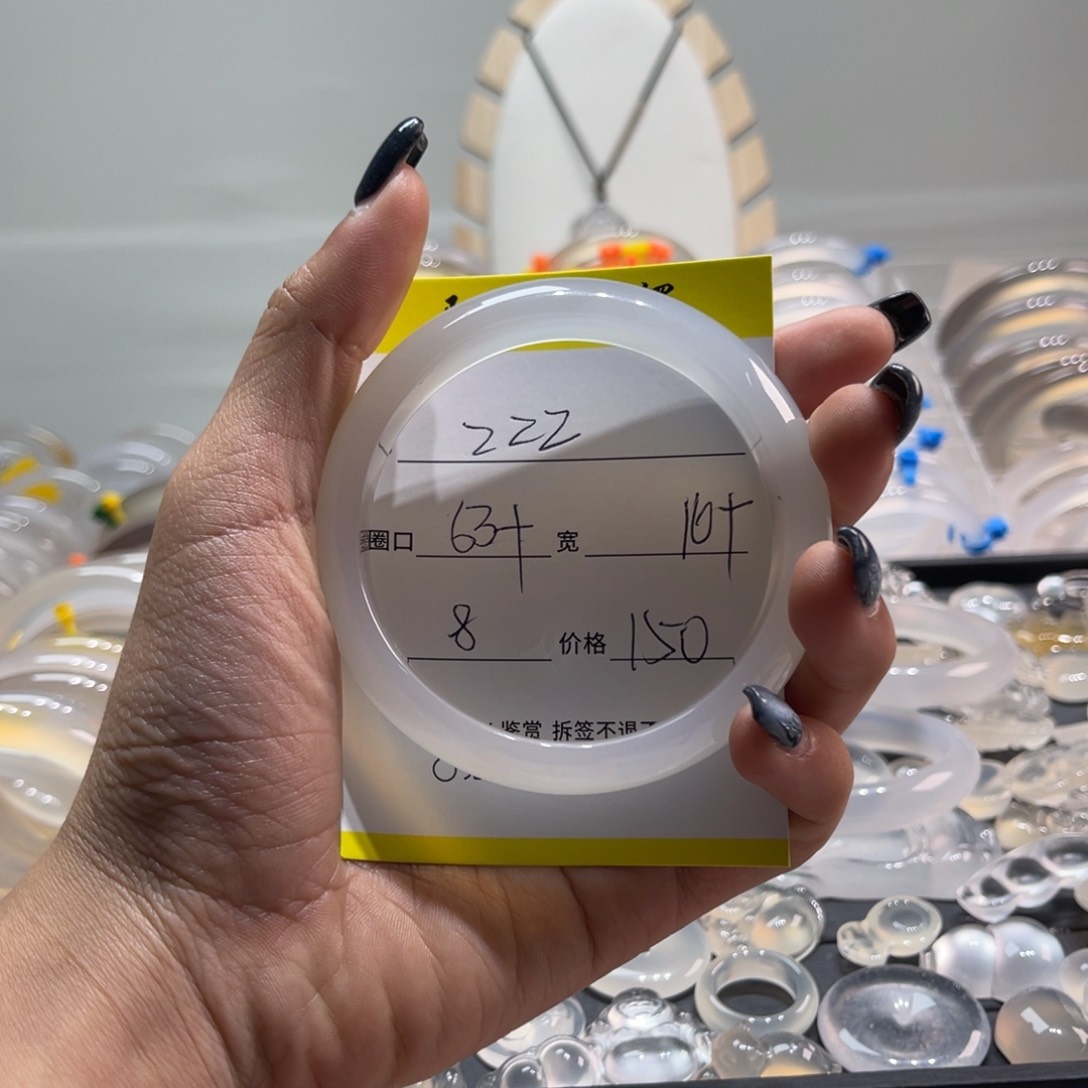 222
圈口 63+ 宽 10+
8 价格 150
鉴赏 拆签不退